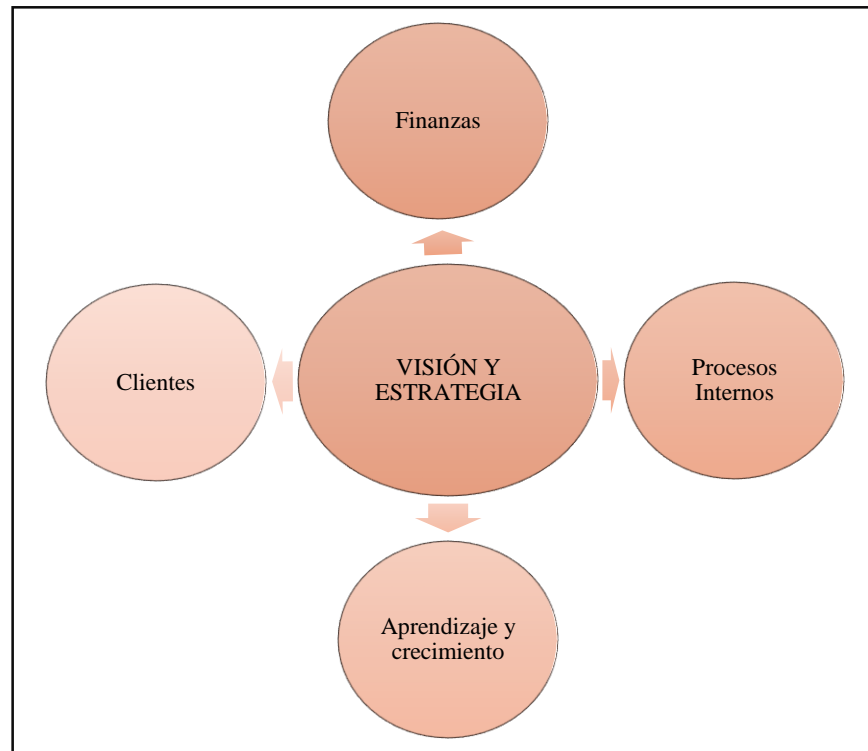 Finanzas
Clientes
VISIÓN Y
ESTRATEGIA
Procesos
Internos
Aprendizaje y
crecimiento